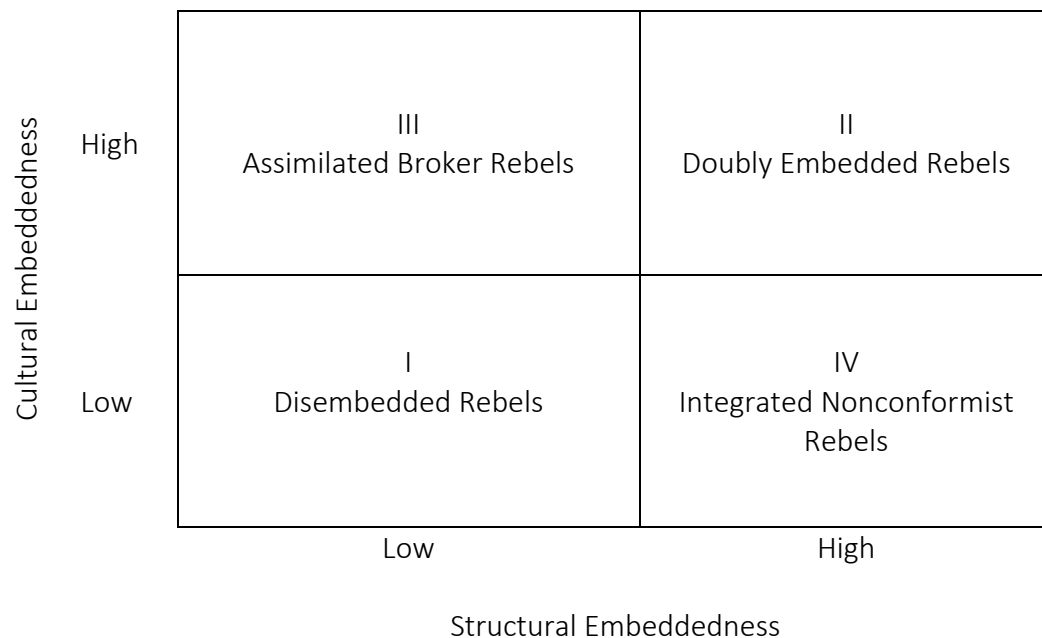 Cultural Embeddedness
High
III
Assimilated Broker Rebels
II
Doubly Embedded Rebels
Low
I
Disembedded Rebels
IV
Integrated Nonconformist
Rebels
Low
High
Structural Embeddedness